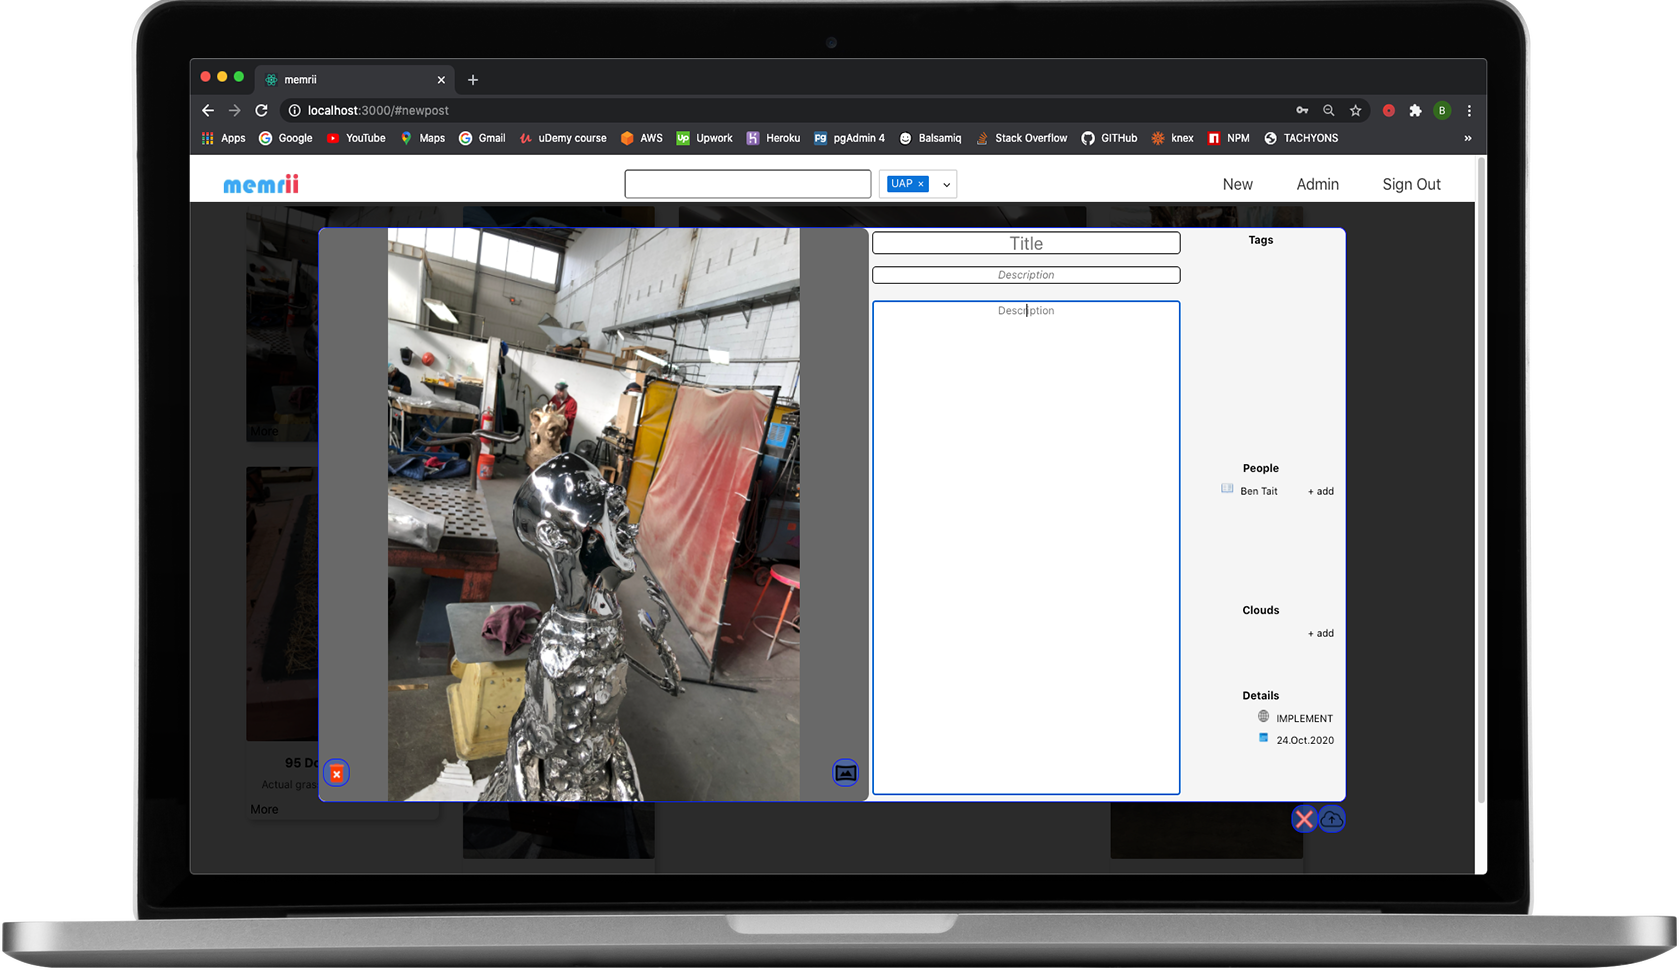 memrii
localhost:3000/#newpost
B
Apps Google YouTube Maps Gmail uDemy course AWS Upwork Heroku pgAdmin 4 Balsamiq Stack Overflow GITHub knex NPM TACHYONS »
memrii
UAP ×
New Admin Sign Out
Title
Tags
Description
Description
More
People
Ben Tait + add
Clouds
+ add
Details
IMPLEMENT
24.Oct.2020
95 Do
Actual gras
More